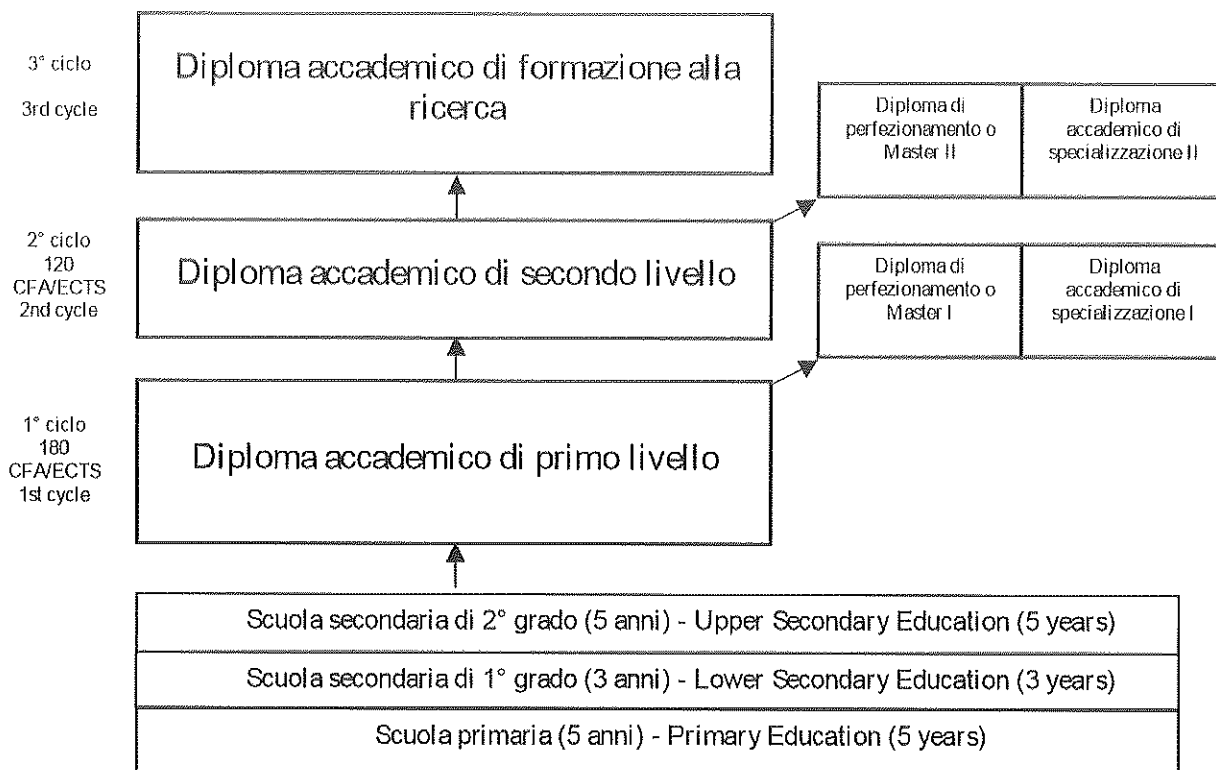 3° ciclo
3rd cycle
Diploma accademico di formazione alla
ricerca
Diploma di
perfezionamento o
Master II
Diploma
accademico di
specializzazione II
2° ciclo
120
CFA/ECTS
2nd cycle
Diploma accademico di secondo livello
Diploma di
perfezionamento o
Master I
Diploma
accademico di
specializzazione I
1° ciclo
180
CFA/ECTS
1st cycle
Diploma accademico di primo livello
Scuola secondaria di 2° grado (5 anni) - Upper Secondary Education (5 years)
Scuola secondaria di 1° grado (3 anni) - Lower Secondary Education (3 years)
Scuola primaria (5 anni) - Primary Education (5 years)